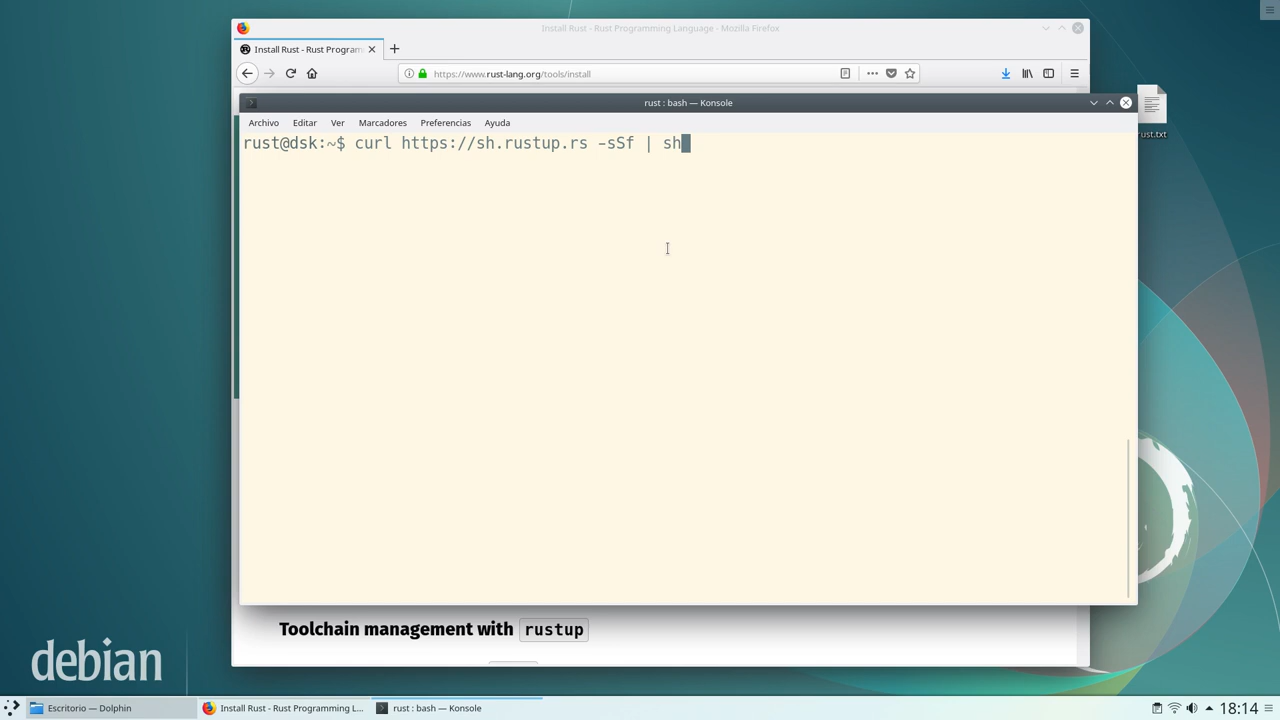 Install Rust - Rust Programming Language - Mozilla Firefox
Install Rust - Rust Program
https://www.rust-lang.org/tools/install
rust : bash — Konsole
Archivo Editar Ver Marcadores Preferencias Ayuda
rust@dsk:~$ curl https://sh.rustup.rs -sSf | sh
rust.txt
Toolchain management with rustup
debian
Escritorio — Dolphin
Install Rust - Rust Programming L...
rust : bash — Konsole
18:14